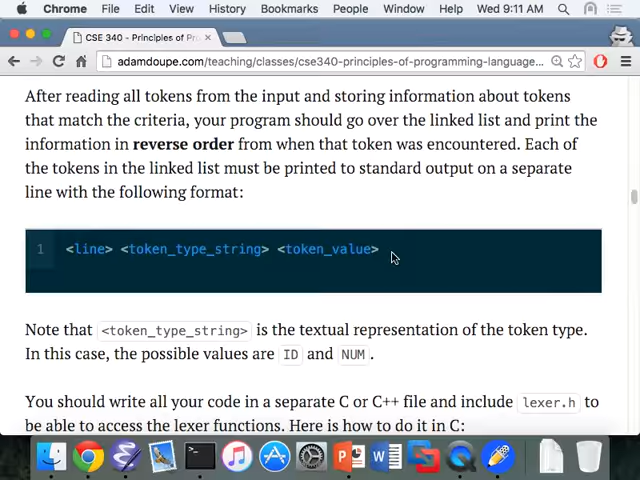 Chrome File Edit View History Bookmarks People Window Help Wed 9:11 AM
CSE 340 - Principles of Pro
adamdoupe.com/teaching/classes/cse340-principles-of-programming-language...
After reading all tokens from the input and storing information about tokens
that match the criteria, your program should go over the linked list and print the
information in reverse order from when that token was encountered. Each of
the tokens in the linked list must be printed to standard output on a separate
line with the following format:
1 <line> <token_type_string> <token_value>
Note that <token_type_string> is the textual representation of the token type.
In this case, the possible values are ID and NUM.
You should write all your code in a separate C or C++ file and include lexer.h to
be able to access the lexer functions. Here is how to do it in C: